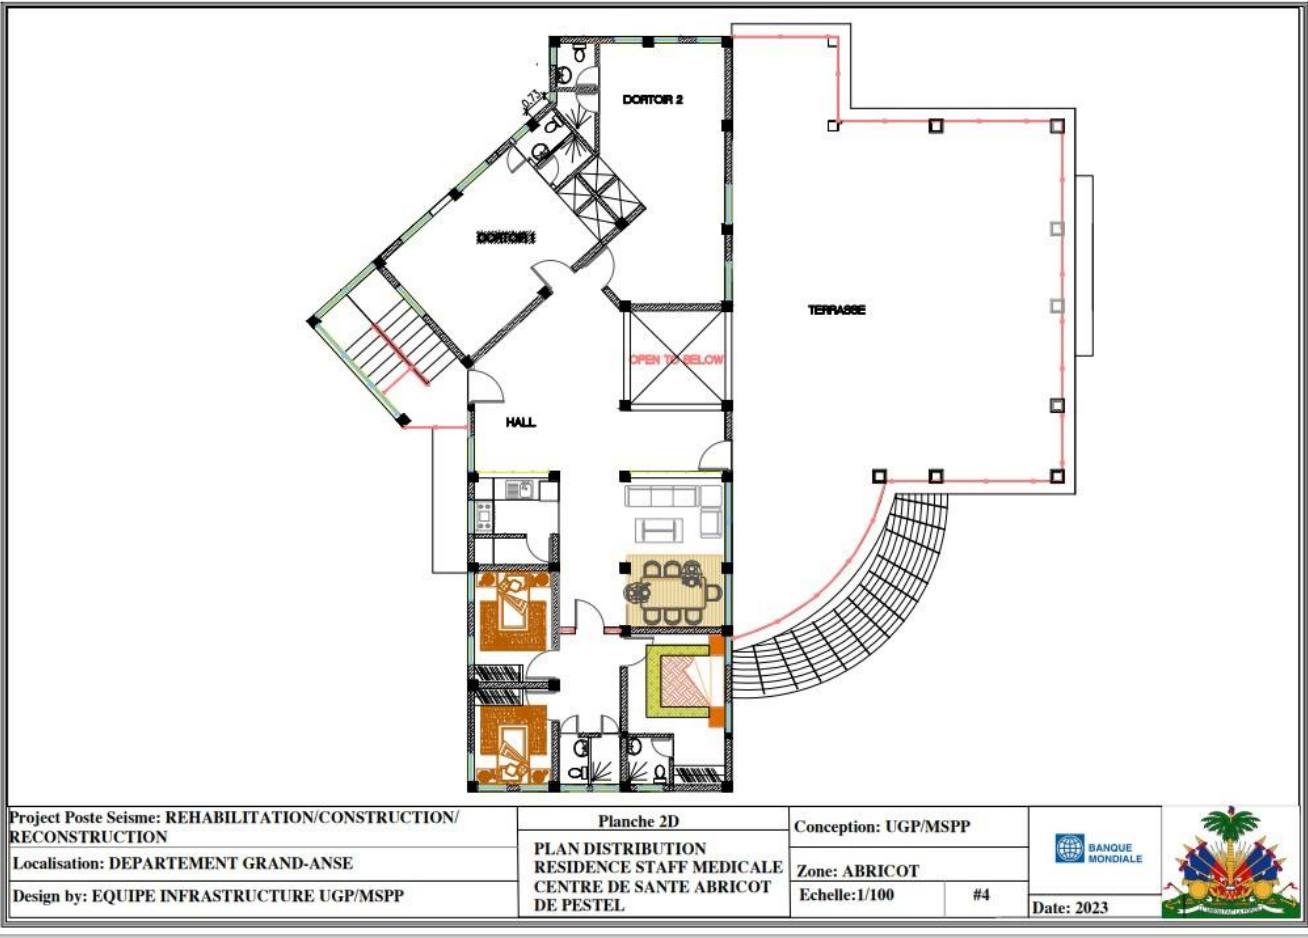 DORTOIR 2
0.73
DORTOIR 1
TERRASSE
OPEN TO BELOW
HALL
Project Poste Seisme: REHABILITATION/CONSTRUCTION/
RECONSTRUCTION
Localisation: DEPARTEMENT GRAND-ANSE
Design by: EQUIPE INFRASTRUCTURE UGP/MSPP
Planche 2D
PLAN DISTRIBUTION
RESIDENCE STAFF MEDICALE
CENTRE DE SANTE ABRICOT
DE PESTEL
Conception: UGP/MSPP
Zone: ABRICOT
Echelle:1/100
#4
BANQUE
MONDIALE
Date: 2023